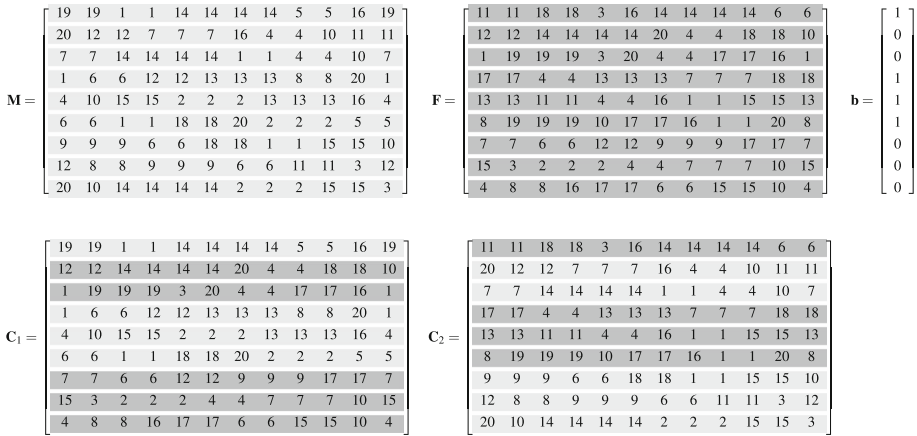 M =
19 19 1 1 14 14 14 14 5 5 16 19
20 12 12 7 7 7 16 4 4 10 11 11
7 7 14 14 14 14 1 1 4 4 10 7
1 6 6 12 12 13 13 13 8 8 20 1
4 10 15 15 2 2 2 13 13 13 16 4
6 6 1 1 18 18 20 2 2 2 5 5
9 9 9 6 6 18 18 1 1 15 15 10
12 8 8 9 9 9 6 6 11 11 3 12
20 10 14 14 14 14 2 2 2 15 15 3
F =
11 11 18 18 3 16 14 14 14 14 6 6
12 12 14 14 14 14 20 4 4 18 18 10
1 19 19 19 3 20 4 4 17 17 16 1
17 17 4 4 13 13 13 7 7 7 18 18
13 13 11 11 4 4 16 1 1 15 15 13
8 19 19 19 10 17 17 16 1 1 20 8
7 7 6 6 12 12 9 9 9 17 17 7
15 3 2 2 2 4 4 7 7 7 10 15
4 8 8 16 17 17 6 6 15 15 10 4
b =
1
0
0
1
1
1
0
0
0
C₁ =
19 19 1 1 14 14 14 14 5 5 16 19
12 12 14 14 14 14 20 4 4 18 18 10
1 19 19 19 3 20 4 4 17 17 16 1
1 6 6 12 12 13 13 13 8 8 20 1
4 10 15 15 2 2 2 13 13 13 16 4
6 6 1 1 18 18 20 2 2 2 5 5
7 7 6 6 12 12 9 9 9 17 17 7
15 3 2 2 2 4 4 7 7 7 10 15
4 8 8 16 17 17 6 6 15 15 10 4
C₂ =
11 11 18 18 3 16 14 14 14 14 6 6
20 12 12 7 7 7 16 4 4 10 11 11
7 7 14 14 14 14 1 1 4 4 10 7
17 17 4 4 13 13 13 7 7 7 18 18
13 13 11 11 4 4 16 1 1 15 15 13
8 19 19 19 10 17 17 16 1 1 20 8
9 9 9 6 6 18 18 1 1 15 15 10
12 8 8 9 9 9 6 6 11 11 3 12
20 10 14 14 14 14 2 2 2 15 15 3